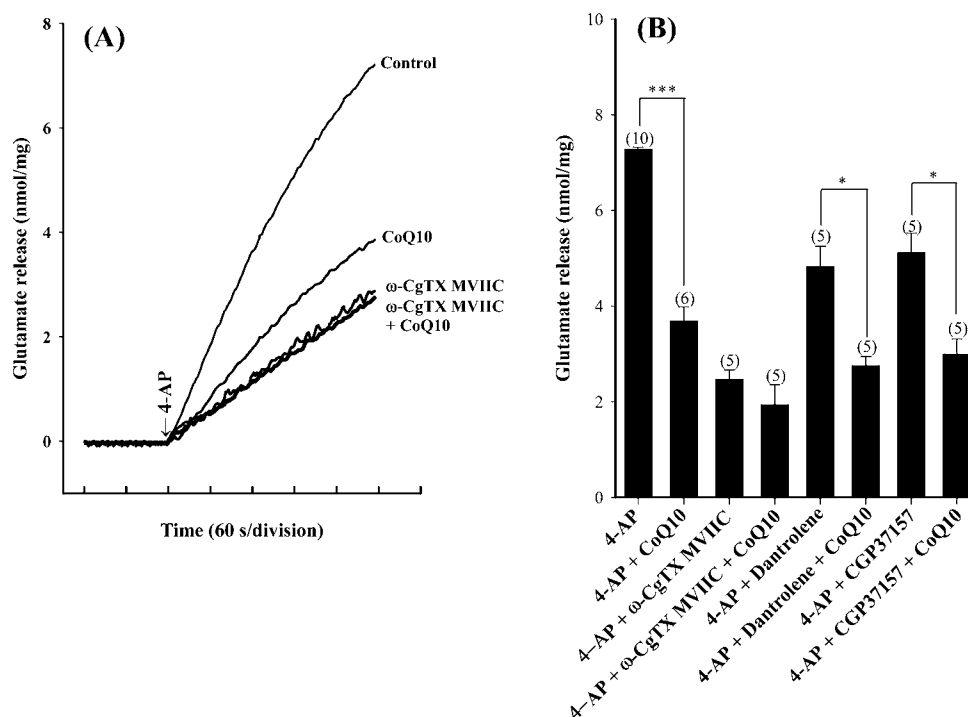 (A)
Glutamate release (nmol/mg)
8
6
4
2
0
Control
CoQ10
ω-CgTX MVIIC
ω-CgTX MVIIC
+ CoQ10
↓4-AP
Time (60 s/division)
(B)
Glutamate release (nmol/mg)
10
8
6
4
2
0
***
*
*
(10)
(6)
(5)
(5)
(5)
(5)
(5)
(5)
4-AP
4-AP + CoQ10
4-AP + ω-CgTX MVIIC
4-AP + ω-CgTX MVIIC + CoQ10
4-AP + Dantrolene
4-AP + Dantrolene + CoQ10
4-AP + CGP37157
4-AP + CGP37157 + CoQ10